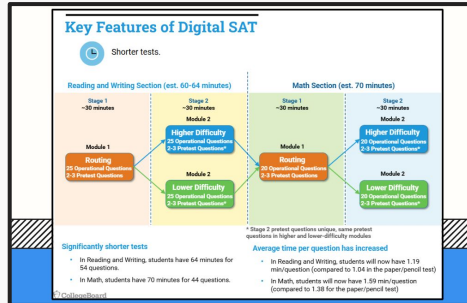 Key Features of Digital SAT
Shorter tests.
Reading and Writing Section (est. 60-64 minutes)
Math Section (est. 70 minutes)
Stage 1
~30 minutes
Stage 2
~30 minutes
Stage 1
~30 minutes
Stage 2
~30 minutes
Module 2
Higher Difficulty
25 Operational Questions
2-3 Pretest Questions*
Module 2
Higher Difficulty
20 Operational Questions
2-3 Pretest Questions*
Module 1
Routing
25 Operational Questions
2-3 Pretest Questions
Module 1
Routing
20 Operational Questions
2-3 Pretest Questions
Module 2
Lower Difficulty
25 Operational Questions
2-3 Pretest Questions*
Module 2
Lower Difficulty
20 Operational Questions
2-3 Pretest Questions*
* Stage 2 pretest questions unique, same pretest
questions in higher and lower-difficulty modules
Significantly shorter tests
• In Reading and Writing, students have 64 minutes for
54 questions.
• In Math, students have 70 minutes for 44 questions.
Average time per question has increased
• In Reading and Writing, students will now have 1.19
min/question (compared to 1.04 in the paper/pencil test)
• In Math, students will now have 1.59 min/question
(compared to 1.38 for the paper/pencil test)
CollegeBoard